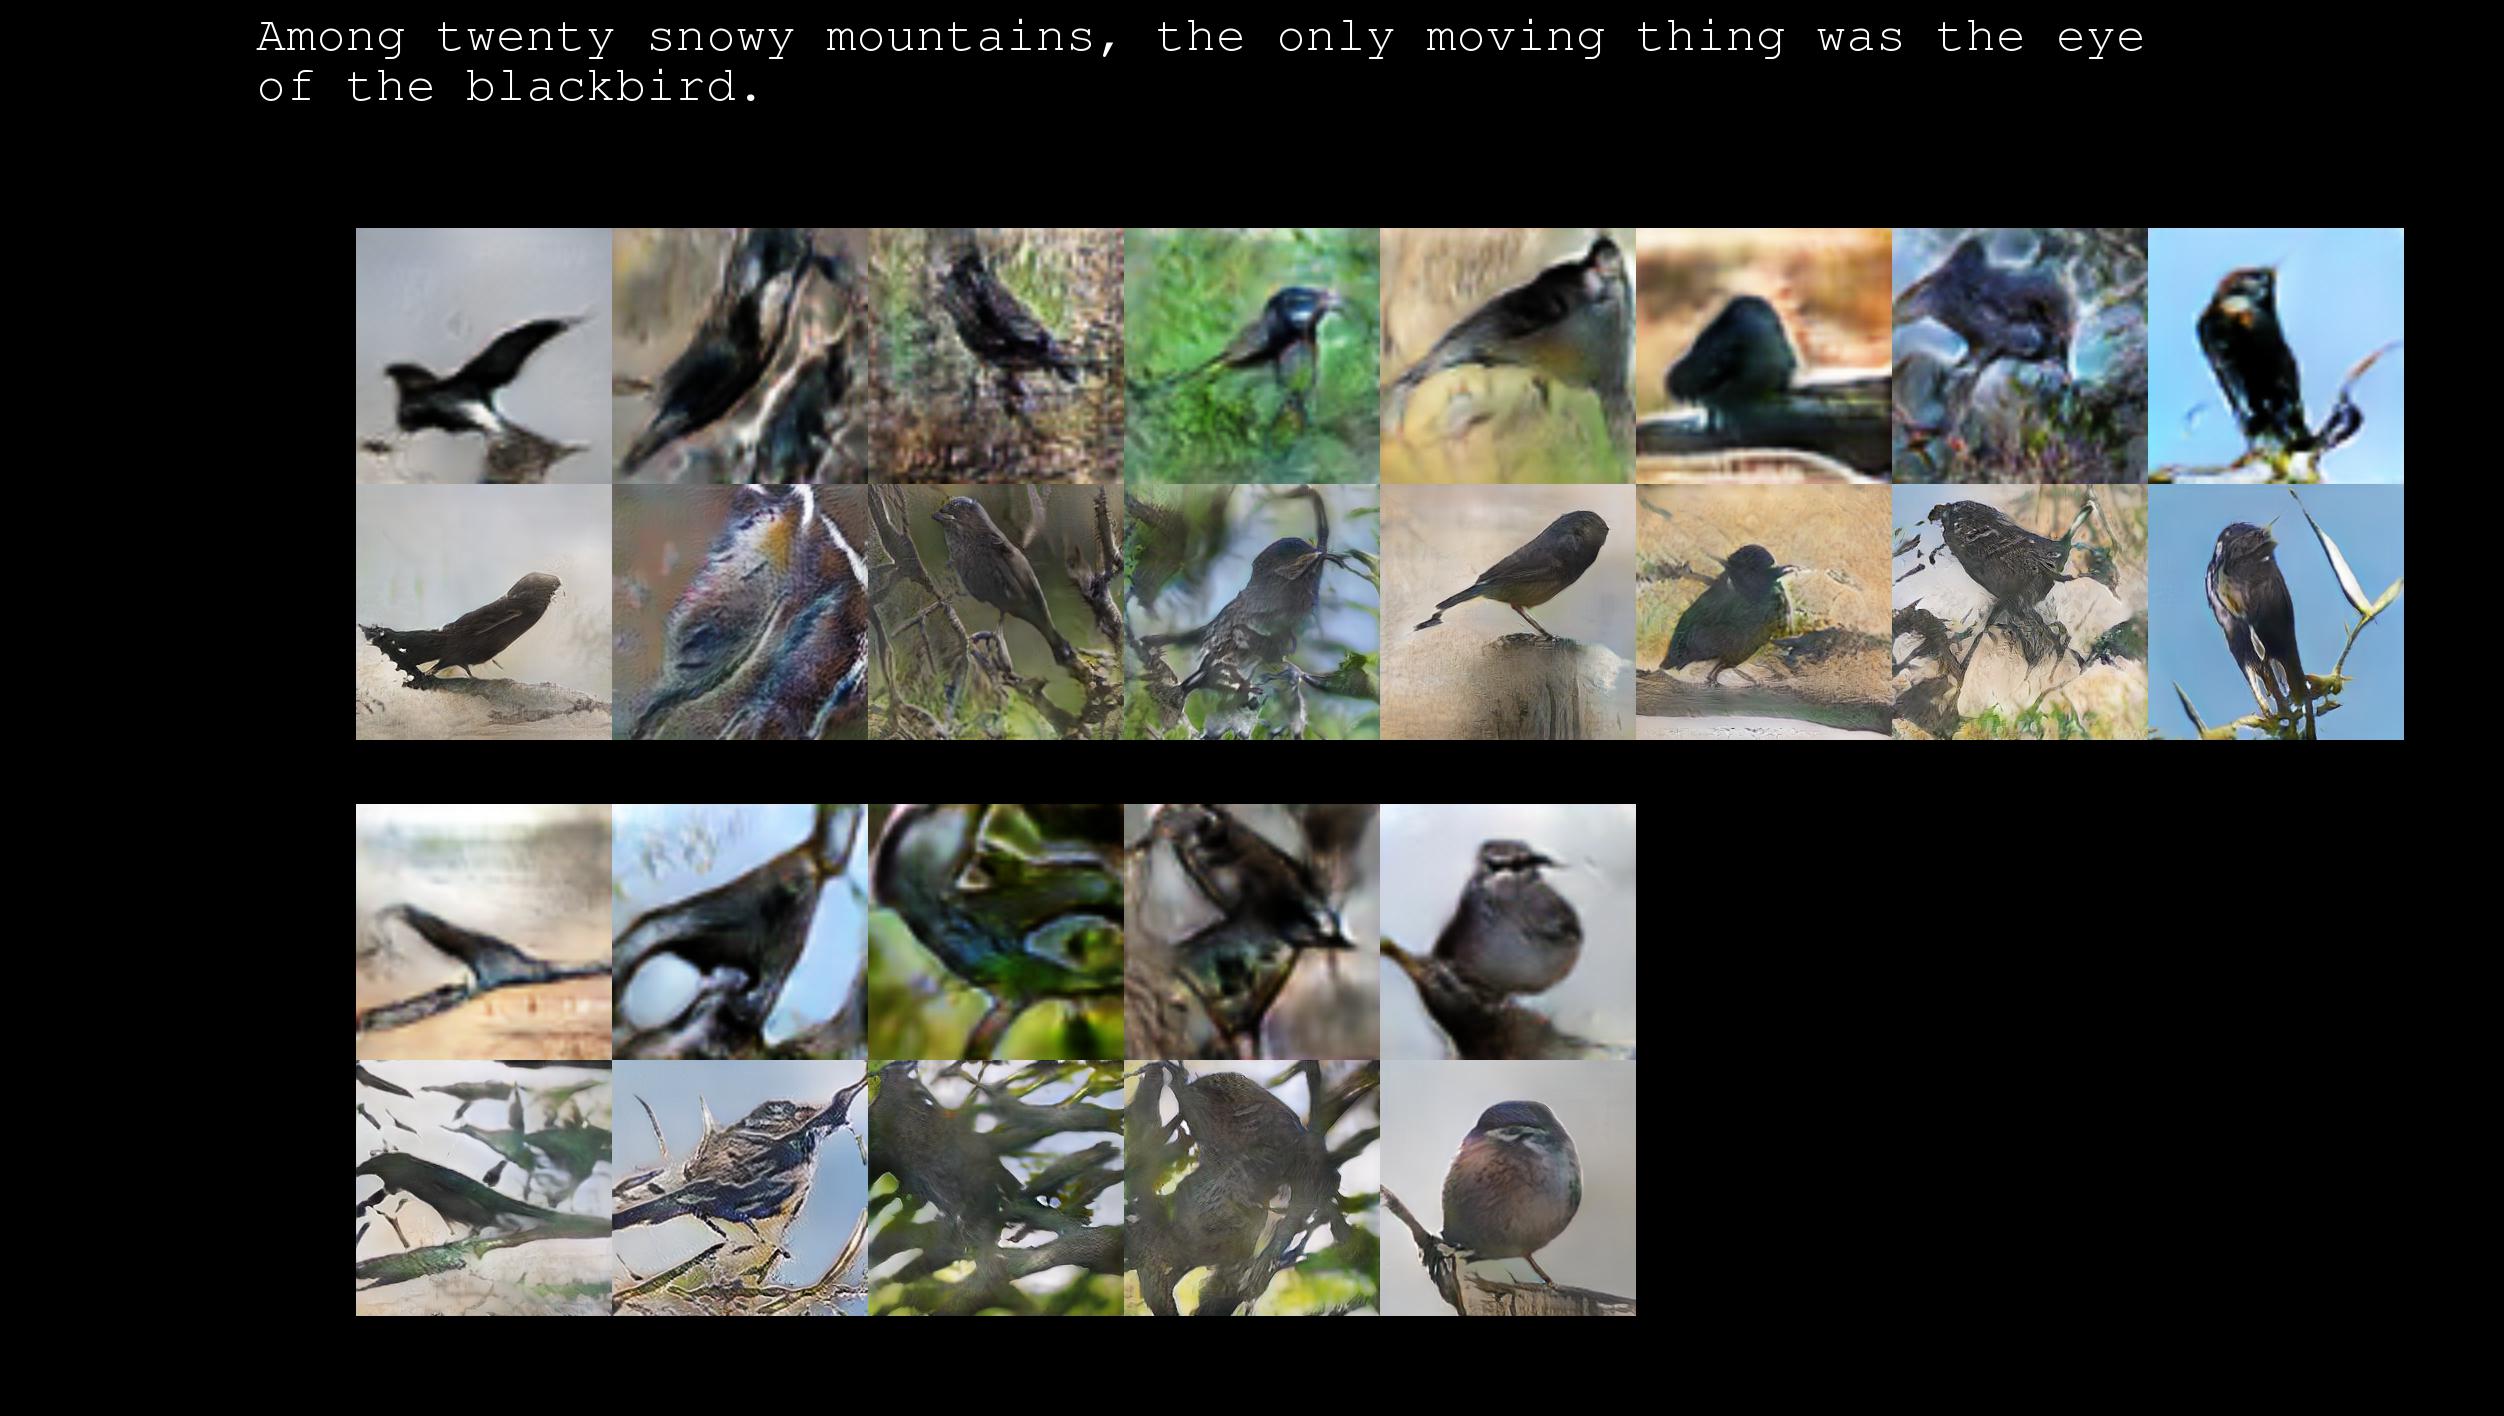 Among twenty snowy mountains, the only moving thing was the eye
of the blackbird.